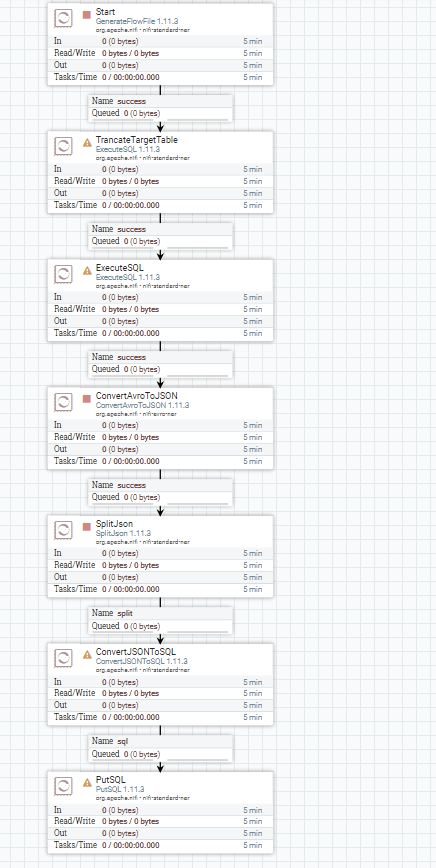 Start
GenerateFlowFile 1.11.3
org.apache.nifi - nifi-standard-nar
In 0 (0 bytes) 5 min
Read/Write 0 bytes / 0 bytes 5 min
Out 0 (0 bytes) 5 min
Tasks/Time 0 / 00:00:00.000 5 min
Name success
Queued 0 (0 bytes)
TrancateTargetTable
ExecuteSQL 1.11.3
org.apache.nifi - nifi-standard-nar
In 0 (0 bytes) 5 min
Read/Write 0 bytes / 0 bytes 5 min
Out 0 (0 bytes) 5 min
Tasks/Time 0 / 00:00:00.000 5 min
Name success
Queued 0 (0 bytes)
ExecuteSQL
ExecuteSQL 1.11.3
org.apache.nifi - nifi-standard-nar
In 0 (0 bytes) 5 min
Read/Write 0 bytes / 0 bytes 5 min
Out 0 (0 bytes) 5 min
Tasks/Time 0 / 00:00:00.000 5 min
Name success
Queued 0 (0 bytes)
ConvertAvroToJSON
ConvertAvroToJSON 1.11.3
org.apache.nifi - nifi-avro-nar
In 0 (0 bytes) 5 min
Read/Write 0 bytes / 0 bytes 5 min
Out 0 (0 bytes) 5 min
Tasks/Time 0 / 00:00:00.000 5 min
Name success
Queued 0 (0 bytes)
SplitJson
SplitJson 1.11.3
org.apache.nifi - nifi-standard-nar
In 0 (0 bytes) 5 min
Read/Write 0 bytes / 0 bytes 5 min
Out 0 (0 bytes) 5 min
Tasks/Time 0 / 00:00:00.000 5 min
Name split
Queued 0 (0 bytes)
ConvertJSONToSQL
ConvertJSONToSQL 1.11.3
org.apache.nifi - nifi-standard-nar
In 0 (0 bytes) 5 min
Read/Write 0 bytes / 0 bytes 5 min
Out 0 (0 bytes) 5 min
Tasks/Time 0 / 00:00:00.000 5 min
Name sql
Queued 0 (0 bytes)
PutSQL
PutSQL 1.11.3
org.apache.nifi - nifi-standard-nar
In 0 (0 bytes) 5 min
Read/Write 0 bytes / 0 bytes 5 min
Out 0 (0 bytes) 5 min
Tasks/Time 0 / 00:00:00.000 5 min